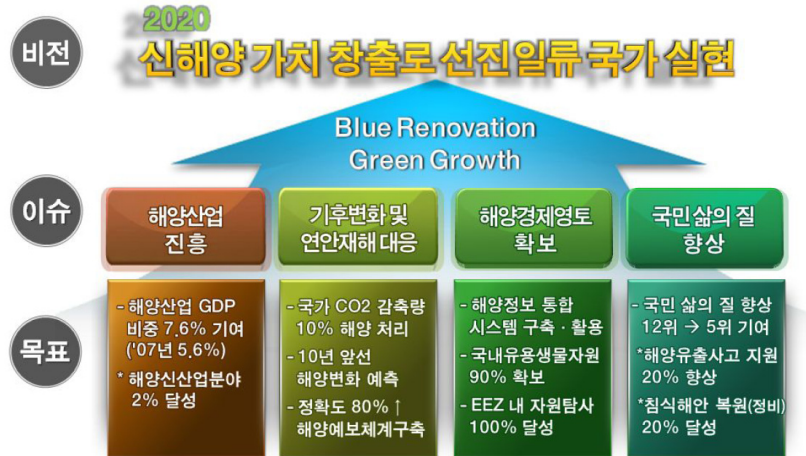 비전
2020
신해양 가치 창출로 선진일류 국가 실현
Blue Renovation
Green Growth
이슈
해양산업
진흥
기후변화 및
연안재해 대응
해양경제영토
확보
국민 삶의 질
향상
목표
- 해양산업 GDP
비중 7.6% 기여
('07년 5.6%)
* 해양신산업분야
2% 달성
- 국가 CO2 감축량
10% 해양 처리
- 10년 앞선
해양변화 예측
- 정확도 80% ↑
해양예보체계구축
- 해양정보 통합
시스템 구축 · 활용
- 국내유용생물자원
90% 확보
- EEZ 내 자원탐사
100% 달성
- 국민 삶의 질 향상
12위 → 5위 기여
*해양유출사고 지원
20% 향상
*침식해안 복원(정비)
20% 달성